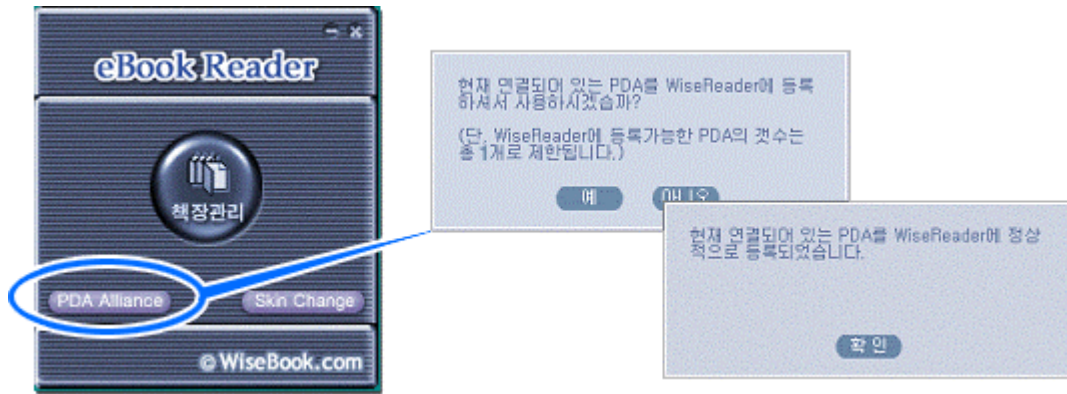 eBook Reader
책장관리
PDA Alliance
Skin Change
© WiseBook.com
현재 연결되어 있는 PDA를 WiseReader에 등록
하셔서 사용하시겠습까?
(단, WiseReader에 등록가능한 PDA의 갯수는
총 1개로 제한됩니다.)
예
아니오
현재 연결되어 있는 PDA를 WiseReader에 정상
적으로 등록되었습니다.
확인